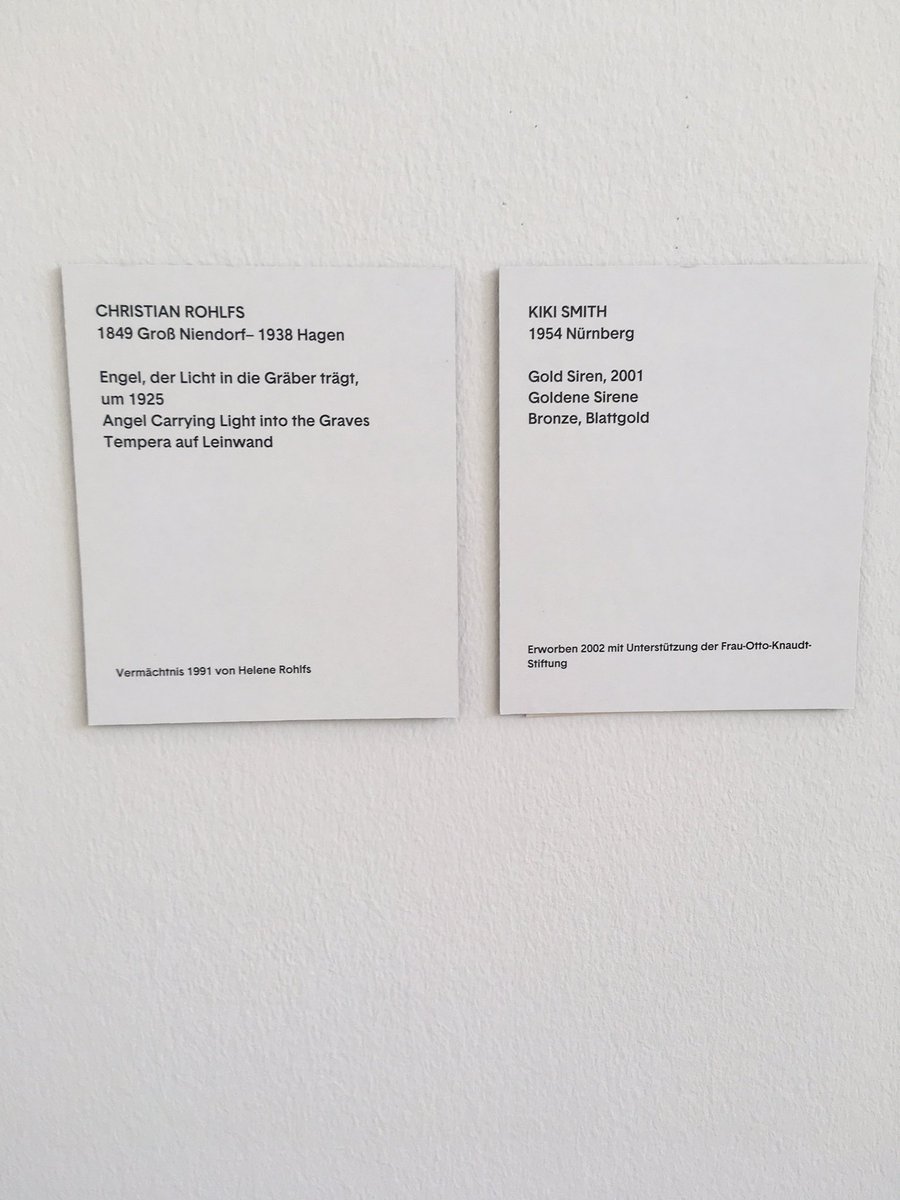 CHRISTIAN ROHLFS
1849 Groß Niendorf– 1938 Hagen
Engel, der Licht in die Gräber trägt,
um 1925
Angel Carrying Light into the Graves
Tempera auf Leinwand
Vermächtnis 1991 von Helene Rohlfs
KIKI SMITH
1954 Nürnberg
Gold Siren, 2001
Goldene Sirene
Bronze, Blattgold
Erworben 2002 mit Unterstützung der Frau-Otto-Knaudt-
Stiftung